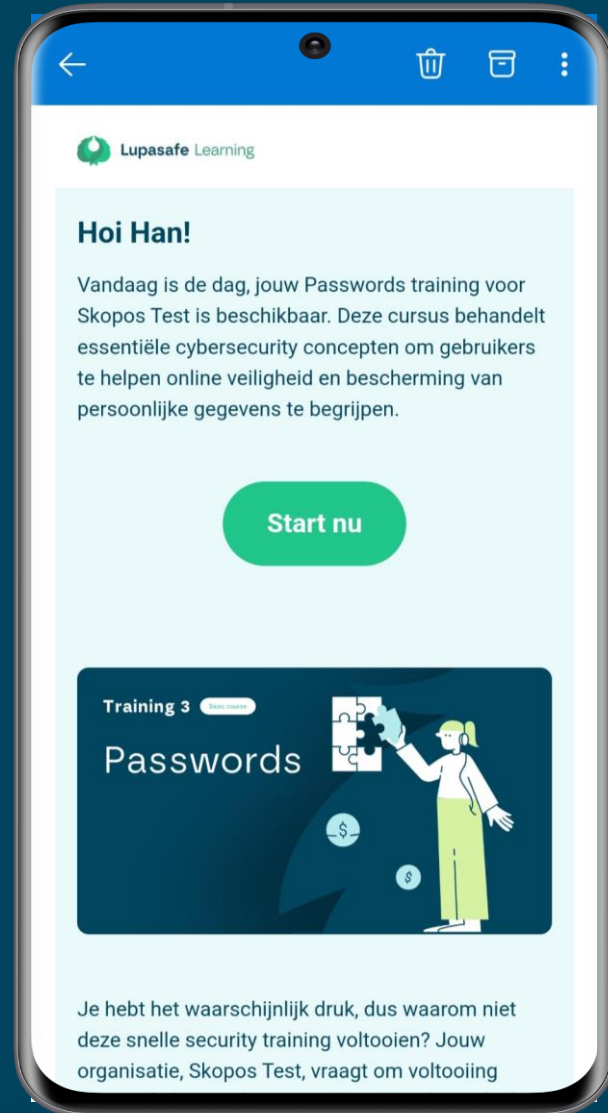 Lupasafe Learning
Hoi Han!
Vandaag is de dag, jouw Passwords training voor
Skopos Test is beschikbaar. Deze cursus behandelt
essentiële cybersecurity concepten om gebruikers
te helpen online veiligheid en bescherming van
persoonlijke gegevens te begrijpen.
Start nu
Training 3 Basic course
Passwords
$
$
Je hebt het waarschijnlijk druk, dus waarom niet
deze snelle security training voltooien? Jouw
organisatie, Skopos Test, vraagt om voltooiing